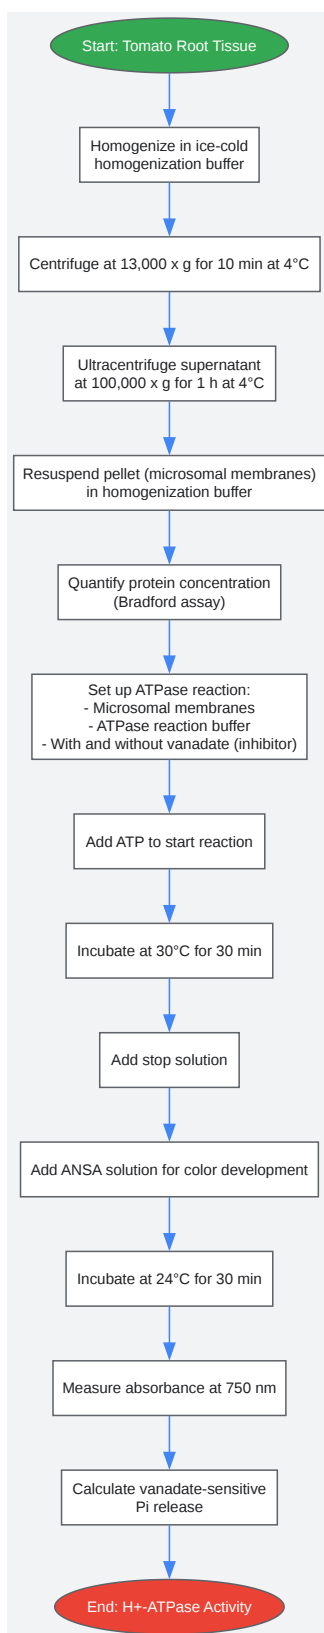 Start: Tomato Root Tissue
Homogenize in ice-cold
homogenization buffer
Centrifuge at 13,000 x g for 10 min at 4°C
Ultracentrifuge supernatant
at 100,000 x g for 1 h at 4°C
Resuspend pellet (microsomal membranes)
in homogenization buffer
Quantify protein concentration
(Bradford assay)
Set up ATPase reaction:
- Microsomal membranes
- ATPase reaction buffer
- With and without vanadate (inhibitor)
Add ATP to start reaction
Incubate at 30°C for 30 min
Add stop solution
Add ANSA solution for color development
Incubate at 24°C for 30 min
Measure absorbance at 750 nm
Calculate vanadate-sensitive
Pi release
End: H+-ATPase Activity